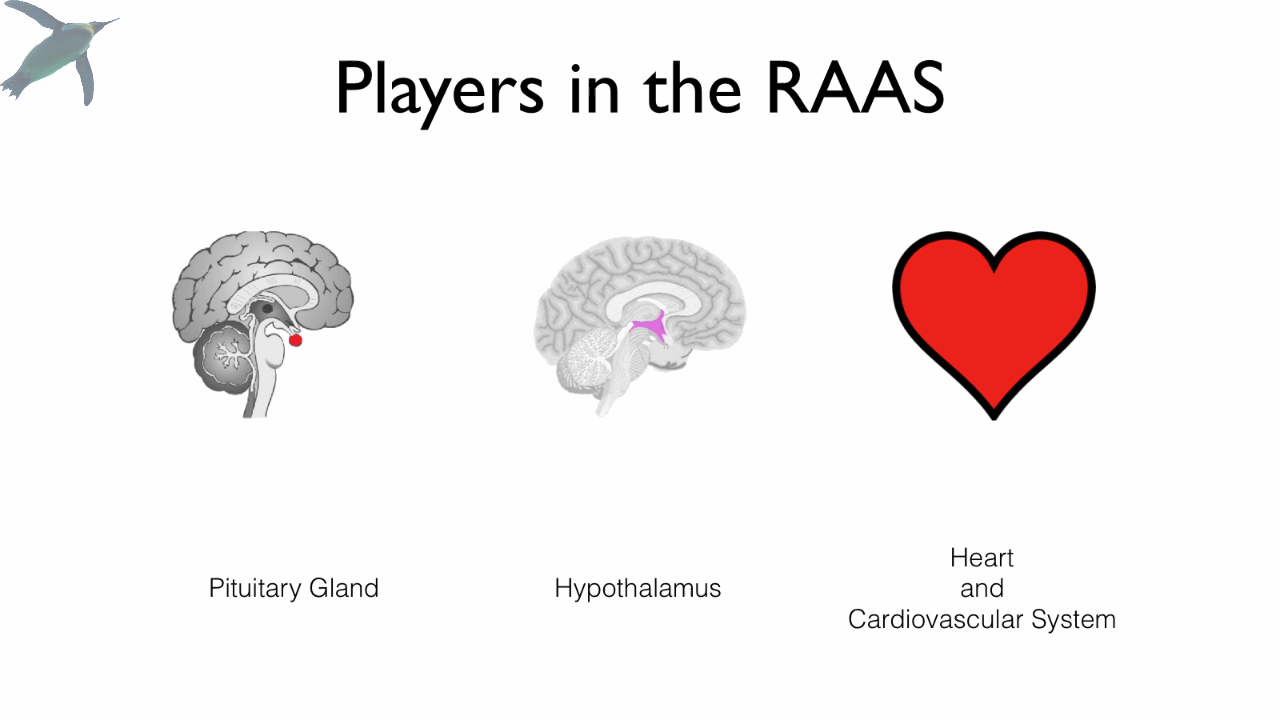 Players in the RAAS
Pituitary Gland
Hypothalamus
Heart
and
Cardiovascular System